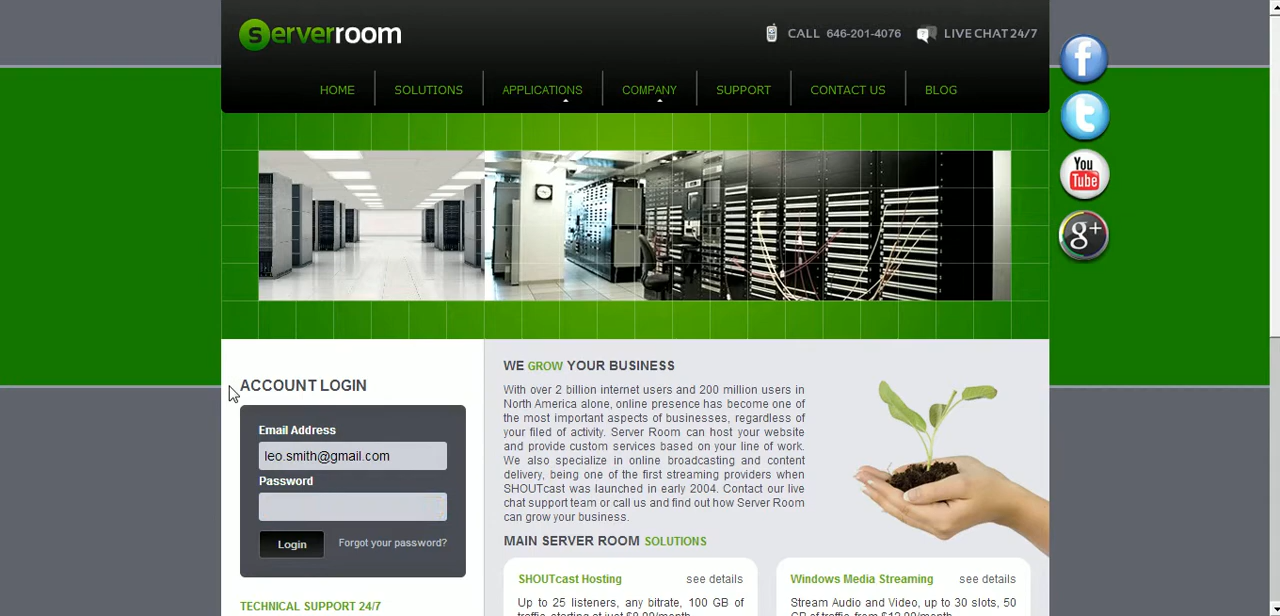 serverroom
CALL 646-201-4076
LIVE CHAT 24/7
HOME
SOLUTIONS
APPLICATIONS
COMPANY
SUPPORT
CONTACT US
BLOG
f
t
You
Tube
g+
ACCOUNT LOGIN
Email Address
leo.smith@gmail.com
Password
Login
Forgot your password?
TECHNICAL SUPPORT 24/7
WE GROW YOUR BUSINESS
With over 2 billion internet users and 200 million users in
North America alone, online presence has become one of
the most important aspects of businesses, regardless of
your filed of activity. Server Room can host your website
and provide custom services based on your line of work.
We also specialize in online broadcasting and content
delivery, being one of the first streaming providers when
SHOUTcast was launched in early 2004. Contact our live
chat support team or call us and find out how Server Room
can grow your business.
MAIN SERVER ROOM SOLUTIONS
SHOUTcast Hosting see details
Up to 25 listeners, any bitrate, 100 GB of
traffic, starting at just $9.00/month
Windows Media Streaming see details
Stream Audio and Video, up to 30 slots, 50